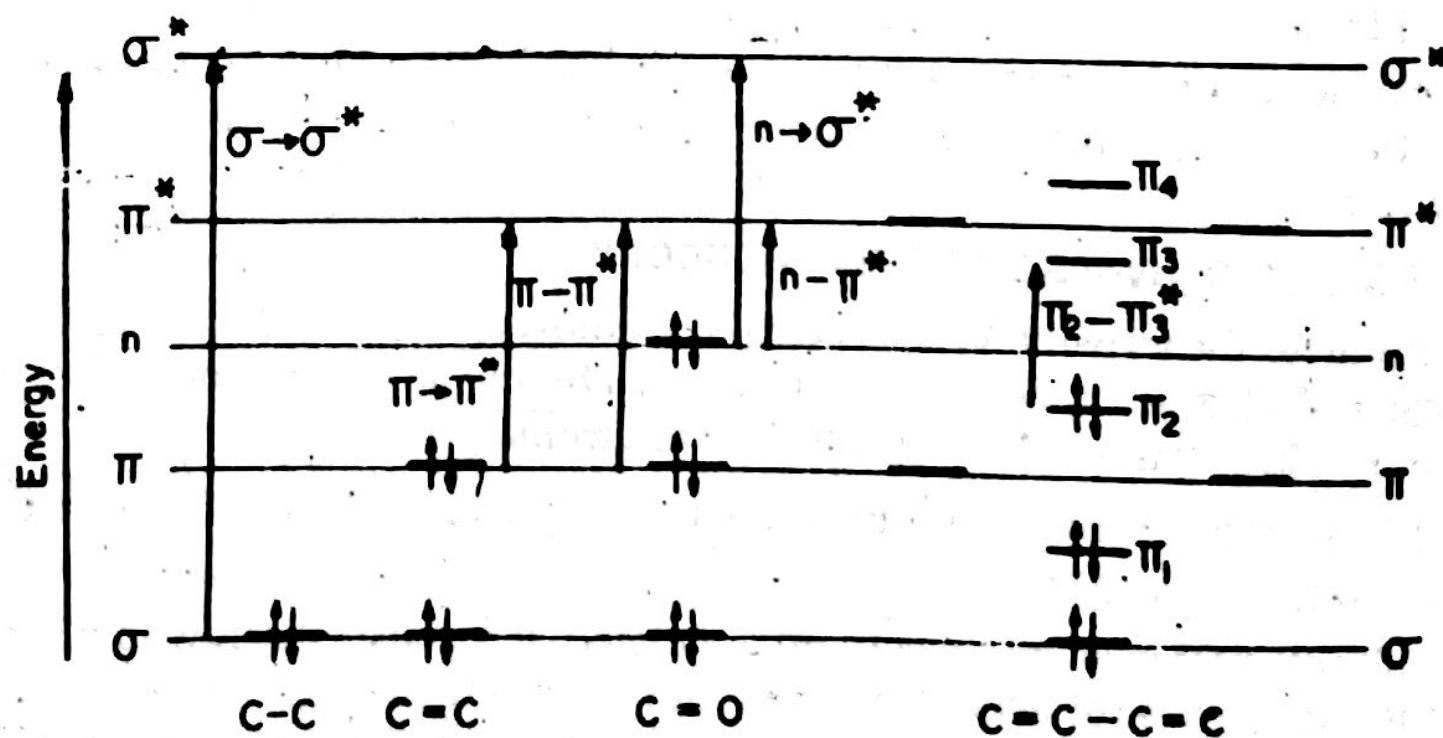 σ* σ*
σ→σ* n→σ*
π₄
π* π*
π₃
π−π* n−π* π₂−π₃*
n n
π→π* π₂
Energy
π π
π₁
σ σ
C-C C=C C=O C=C-C=C